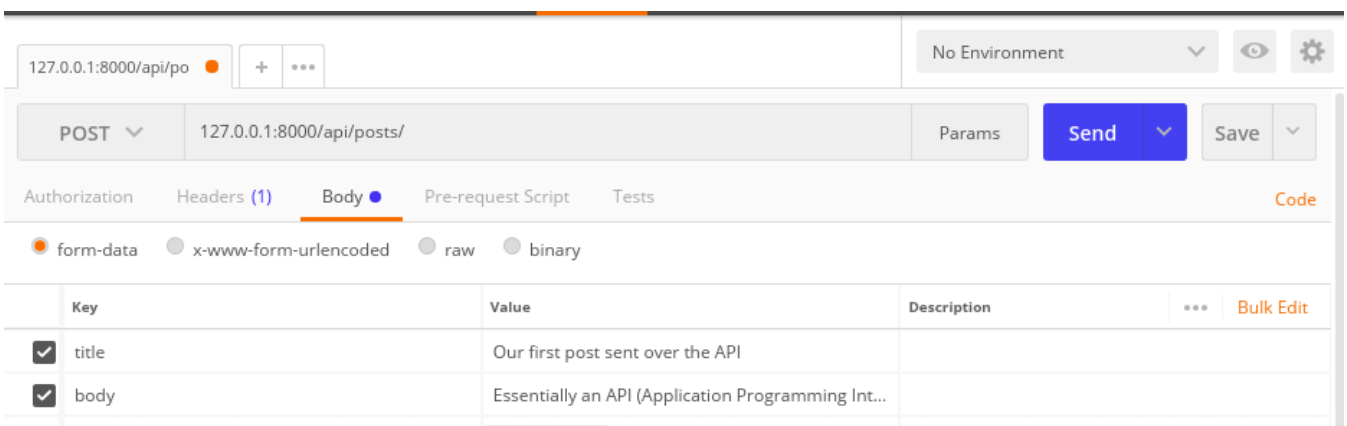 No Environment
127.0.0.1:8000/api/po
POST 127.0.0.1:8000/api/posts/ Params Send Save
Authorization Headers (1) Body Pre-request Script Tests Code
form-data x-www-form-urlencoded raw binary
Key Value Description Bulk Edit
title Our first post sent over the API
body Essentially an API (Application Programming Int...